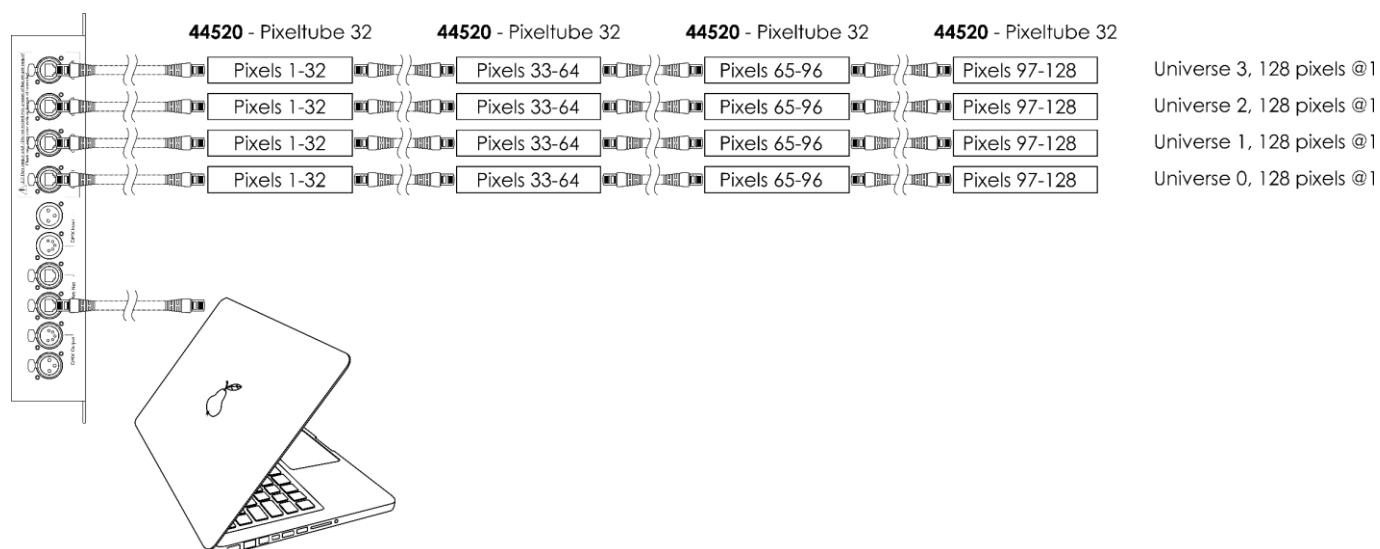 44520 - Pixeltube 32 44520 - Pixeltube 32 44520 - Pixeltube 32 44520 - Pixeltube 32
Pixels 1-32 Pixels 33-64 Pixels 65-96 Pixels 97-128 Universe 3, 128 pixels @1
Pixels 1-32 Pixels 33-64 Pixels 65-96 Pixels 97-128 Universe 2, 128 pixels @1
Pixels 1-32 Pixels 33-64 Pixels 65-96 Pixels 97-128 Universe 1, 128 pixels @1
Pixels 1-32 Pixels 33-64 Pixels 65-96 Pixels 97-128 Universe 0, 128 pixels @1
DMX Input
DMX Output